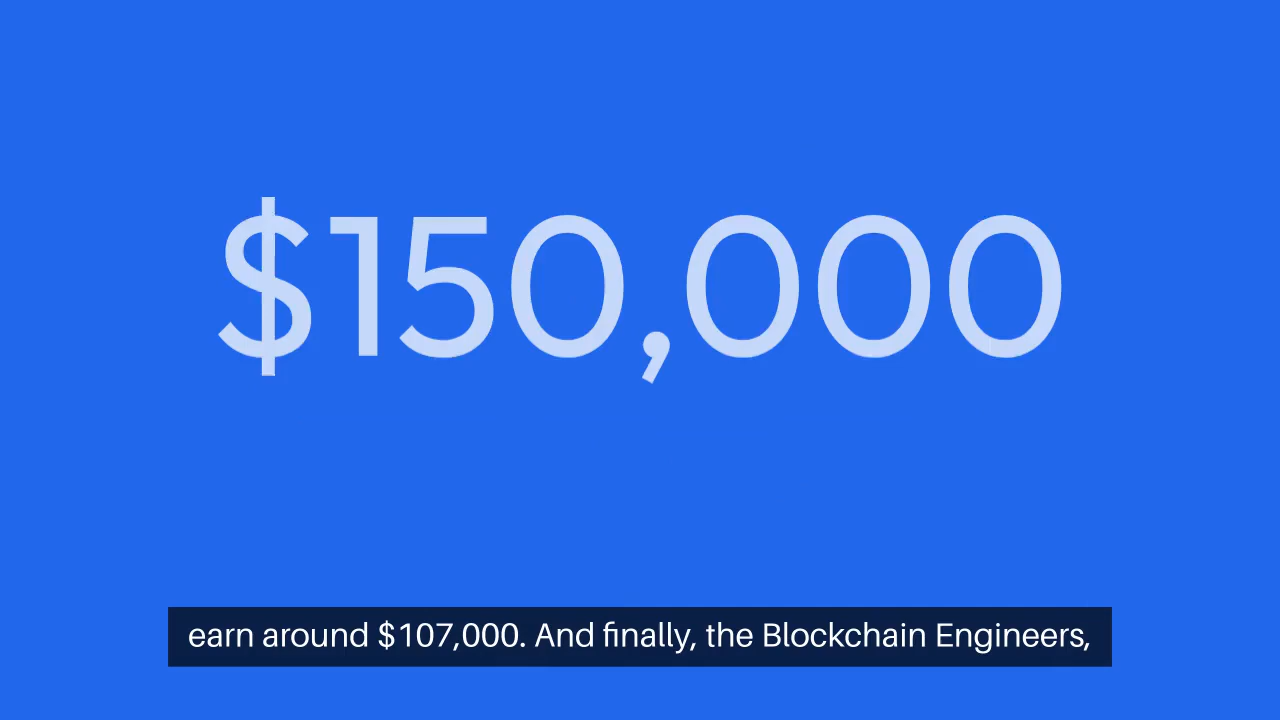 $150,000
earn around $107,000. And finally, the Blockchain Engineers,